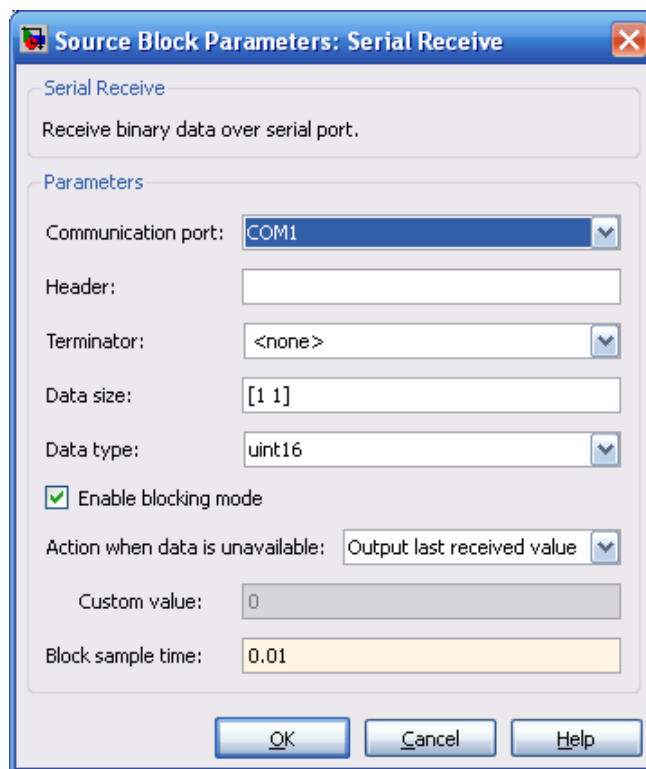 Source Block Parameters: Serial Receive
Serial Receive
Receive binary data over serial port.
Parameters
Communication port: COM1
Header:
Terminator: <none>
Data size: [1 1]
Data type: uint16
Enable blocking mode
Action when data is unavailable: Output last received value
Custom value: 0
Block sample time: 0.01
OK Cancel Help